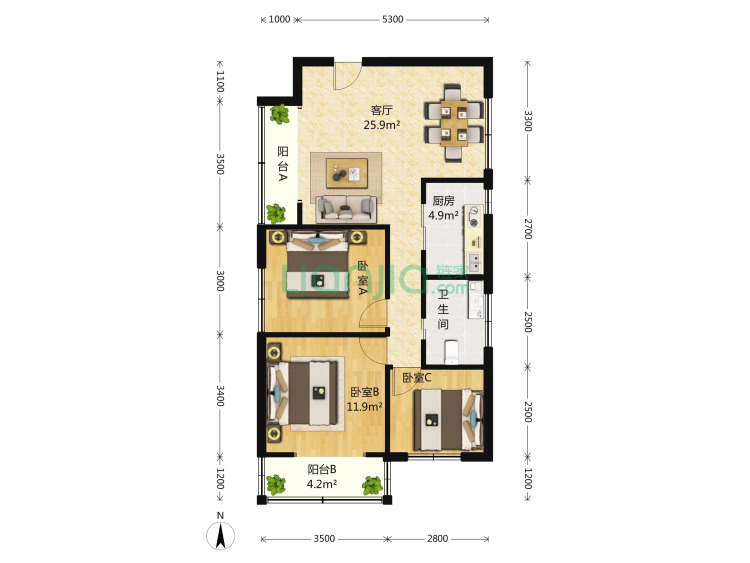 1000
5300
1100
3500
3000
3400
1200
3300
2700
2500
2500
1200
客厅
25.9m²
阳台A
厨房
4.9m²
卧室A
Lianjia
链家
.com
卫生间
卧室B
11.9m²
卧室C
阳台B
4.2m²
N
3500
2800